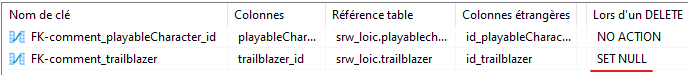 Nom de clé Colonnes Référence table Colonnes étrangères Lors d'un DELETE
FK-comment_playableCharacter_id playableChar... srw_loic.playablech... id_playableCharac... NO ACTION
FK-comment_trailblazer trailblazer_id srw_loic.trailblazer id_trailblazer SET NULL